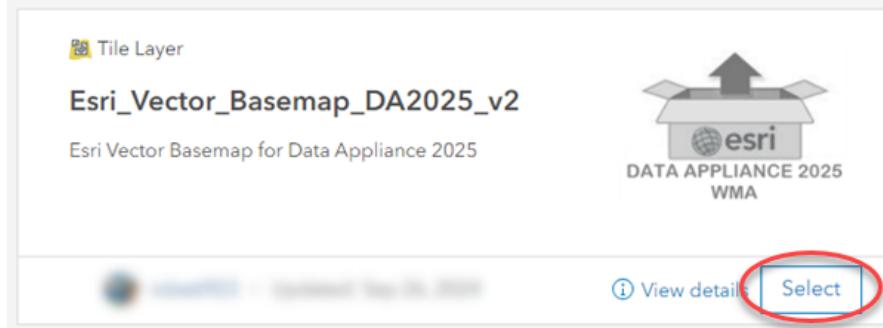 Tile Layer
Esri_Vector_Basemap_DA2025_v2
Esri Vector Basemap for Data Appliance 2025
esri
DATA APPLIANCE 2025
WMA
View details
Select